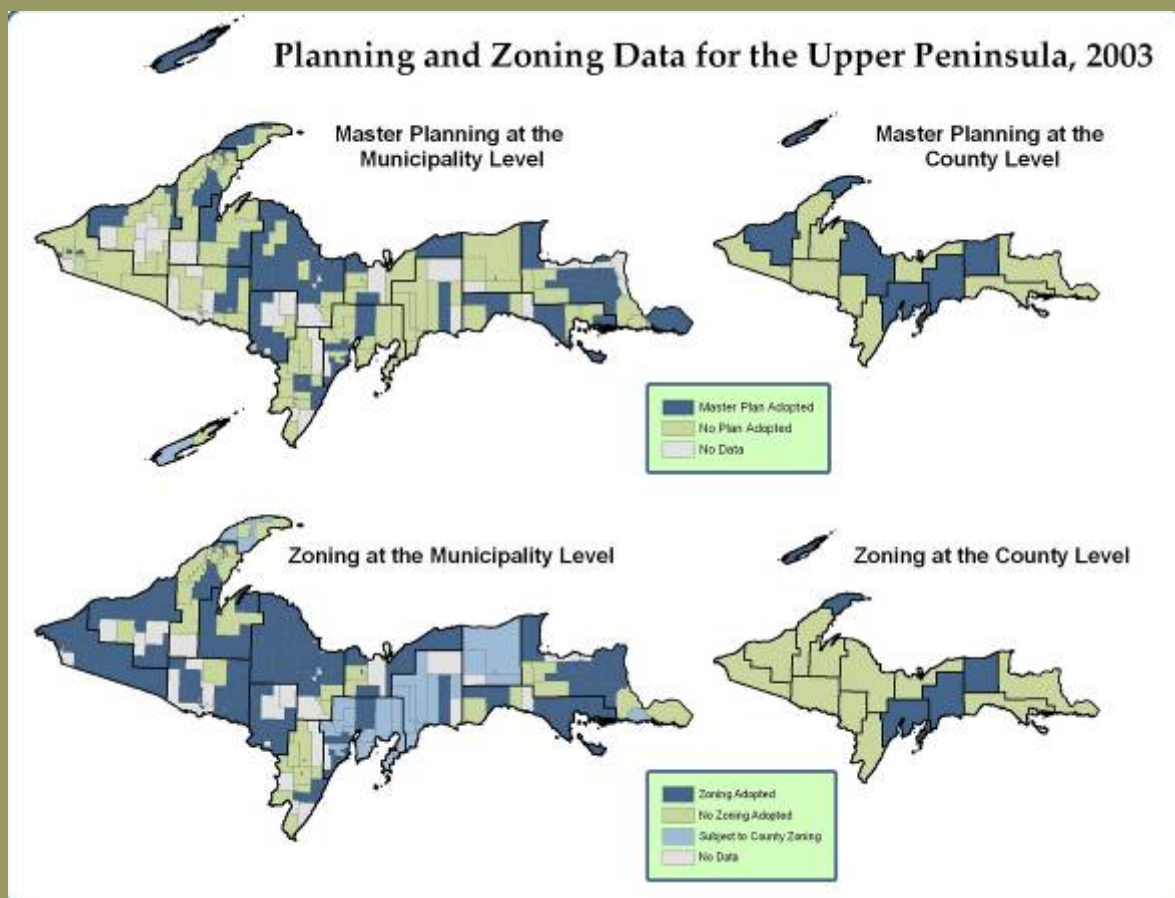 Planning and Zoning Data for the Upper Peninsula, 2003
Master Planning at the
Municipality Level
Master Planning at the
County Level
Master Plan Adopted
No Plan Adopted
No Data
Zoning at the Municipality Level
Zoning at the County Level
Zoning Adopted
No Zoning Adopted
Subject to County Zoning
No Data